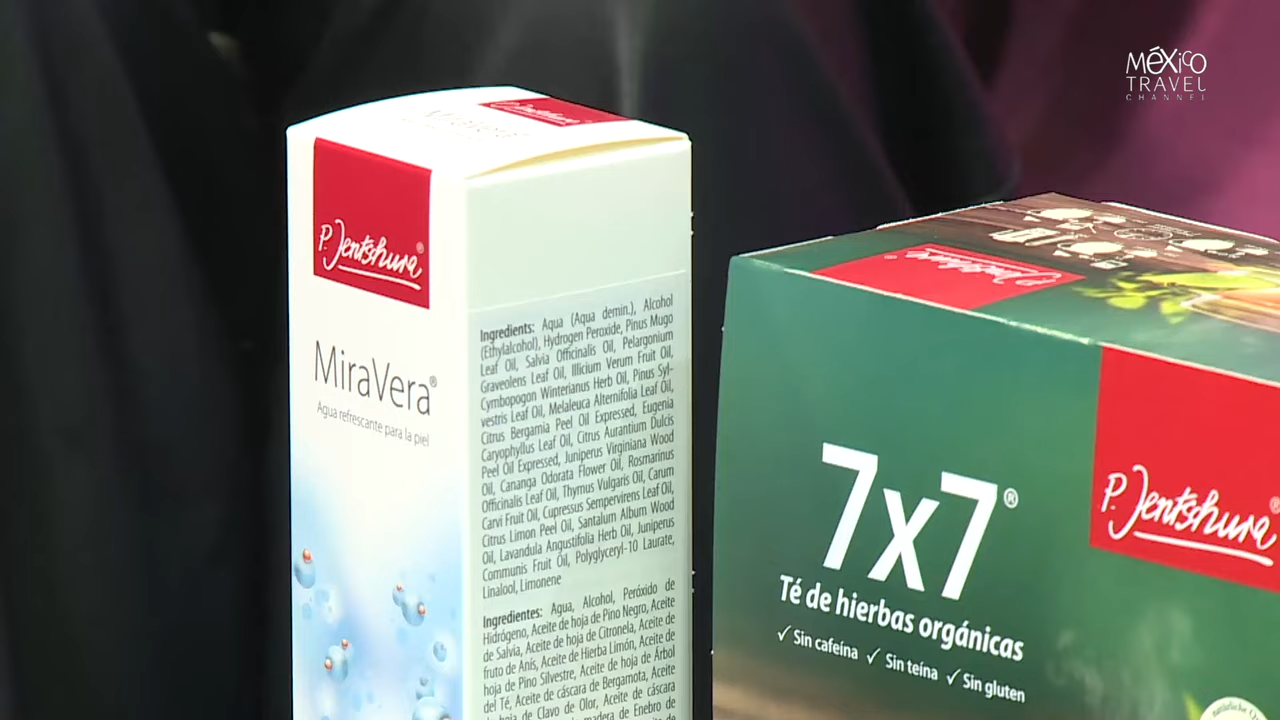 MéXico
TRAVEL
CHANNEL
MiraVera
P. Jentshura®
P. Jentshura®
MiraVera®
Agua refrescante para la piel
Ingredients: Aqua (Aqua demin.), Alcohol
(Ethylalcohol), Hydrogen Peroxide, Pinus Mugo
Leaf Oil, Salvia Officinalis Oil, Pelargonium
Graveolens Leaf Oil, Illicium Verum Fruit Oil,
Cymbopogon Winterianus Herb Oil, Pinus Syl-
vestris Leaf Oil, Melaleuca Alternifolia Leaf Oil,
Citrus Bergamia Peel Oil Expressed, Eugenia
Caryophyllus Leaf Oil, Citrus Aurantium Dulcis
Peel Oil Expressed, Juniperus Virginiana Wood
Oil, Cananga Odorata Flower Oil, Rosmarinus
Officinalis Leaf Oil, Thymus Vulgaris Oil, Carum
Carvi Fruit Oil, Cupressus Sempervirens Leaf Oil,
Citrus Limon Peel Oil, Santalum Album Wood
Oil, Lavandula Angustifolia Herb Oil, Juniperus
Communis Fruit Oil, Polyglyceryl-10 Laurate,
Linalool, Limonene
Ingredientes: Agua, Alcohol, Peróxido de
Hidrógeno, Aceite de hoja de Pino Negro, Aceite
de Salvia, Aceite de hoja de Citronela, Aceite de
fruto de Anís, Aceite de Hierba Limón, Aceite de
hoja de Pino Silvestre, Aceite de hoja de Árbol
del Té, Aceite de cáscara de Bergamota, Aceite
de hoja de Clavo de Olor, Aceite de cáscara
madera de Enebro de
P. Jentshura®
7x7®
P. Jentshura®
Té de hierbas orgánicas
✓ Sin cafeína ✓ Sin teína ✓ Sin gluten